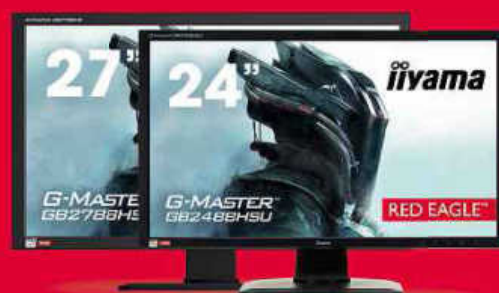 27"
G-MASTER
GB2788HS
24"
G-MASTER™
GB2488HSU
iiyama
RED EAGLE™